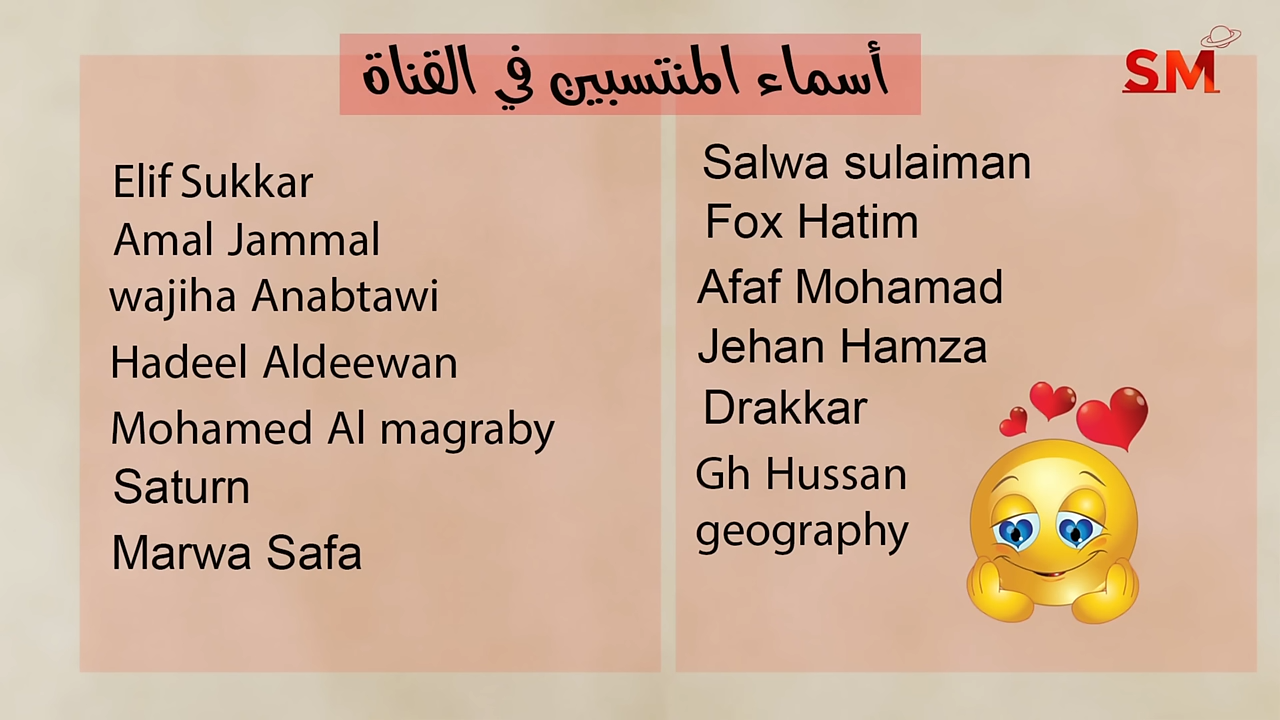 أسماء المنتسبين في القناة
SM
Elif Sukkar
Amal Jammal
wajiha Anabtawi
Hadeel Aldeewan
Mohamed Al magraby
Saturn
Marwa Safa
Salwa sulaiman
Fox Hatim
Afaf Mohamad
Jehan Hamza
Drakkar
Gh Hussan
geography